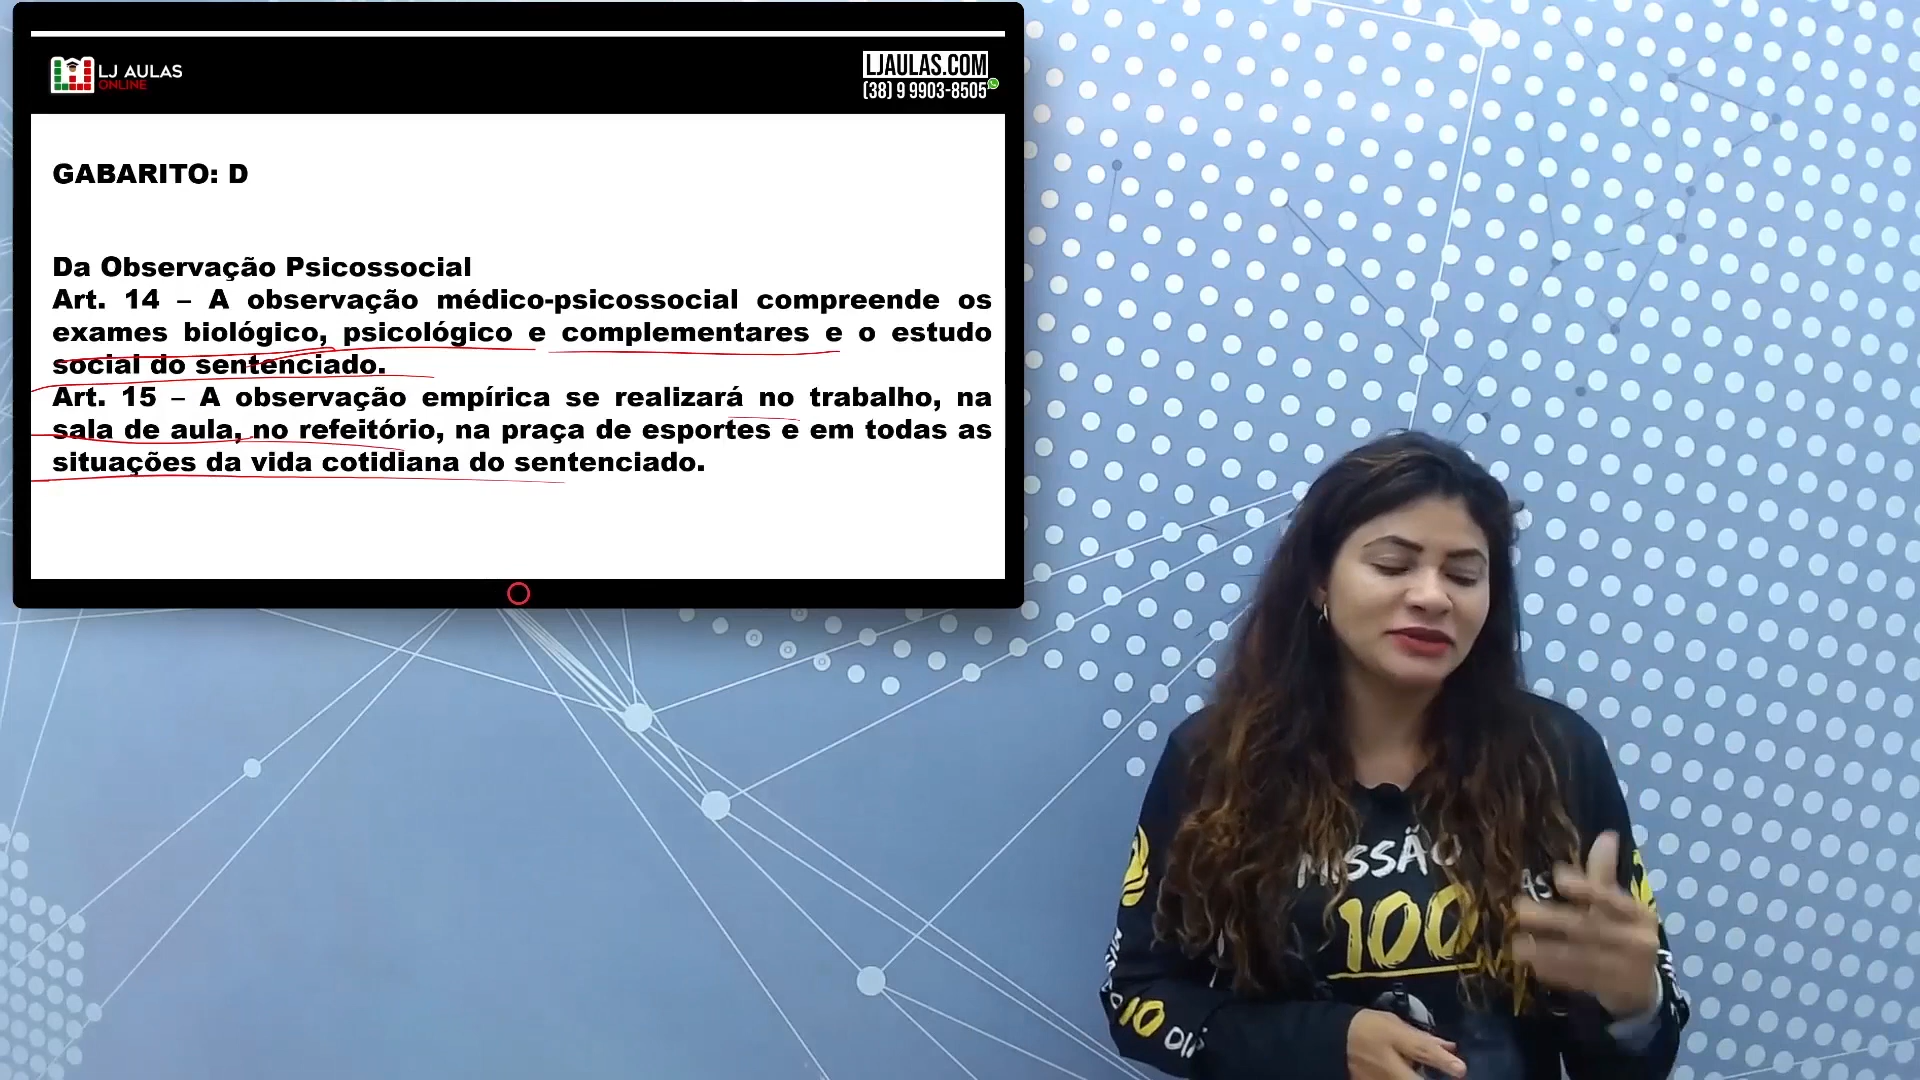 LJ AULAS
ONLINE
LJAULAS.COM
(38) 9 9903-8505
GABARITO: D
Da Observação Psicossocial
Art. 14 – A observação médico-psicossocial compreende os
exames biológico, psicológico e complementares e o estudo
social do sentenciado.
Art. 15 – A observação empírica se realizará no trabalho, na
sala de aula, no refeitório, na praça de esportes e em todas as
situações da vida cotidiana do sentenciado.
MISSÃO
100
10 DIA